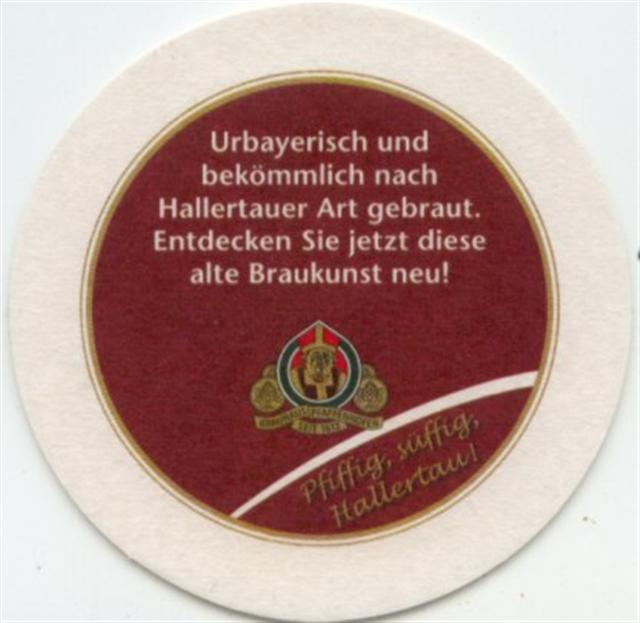 Urbayerisch und
bekömmlich nach
Hallertauer Art gebraut.
Entdecken Sie jetzt diese
alte Braukunst neu!
Pfiffig, süffig,
Hallertau!